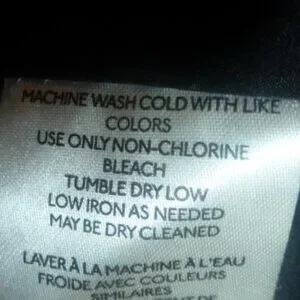 MACHINE WASH COLD WITH LIKE
COLORS
USE ONLY NON-CHLORINE
BLEACH
TUMBLE DRY LOW
LOW IRON AS NEEDED
MAY BE DRY CLEANED
LAVER À LA MACHINE À L'EAU
FROIDE AVEC COULEURS
SIMILAIRES